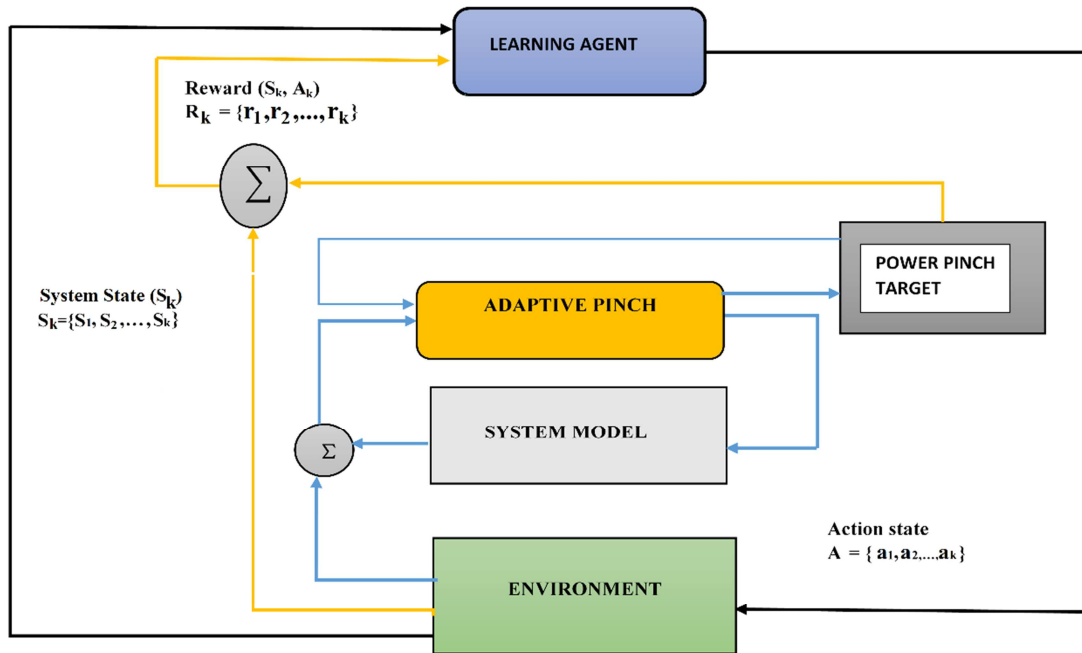 LEARNING AGENT
Reward (Sₖ, Aₖ)
Rₖ = {r₁,r₂,...,rₖ}
Σ
POWER PINCH
TARGET
System State (Sₖ)
Sₖ={S₁, S₂ ,…, Sₖ}
ADAPTIVE PINCH
SYSTEM MODEL
Σ
Action state
A = { a₁,a₂,...,aₖ}
ENVIRONMENT